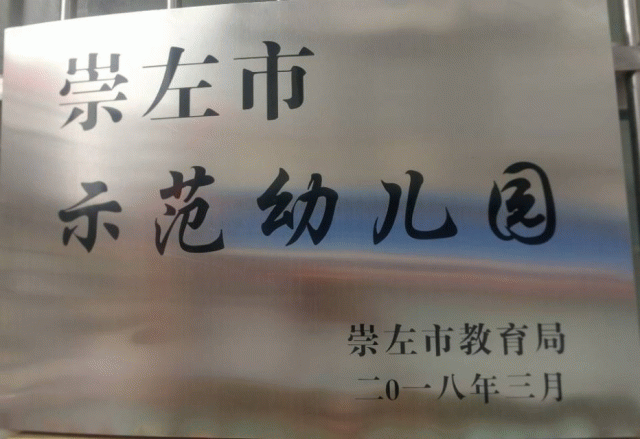 崇左市
示范幼儿园
崇左市教育局
二0一八年三月